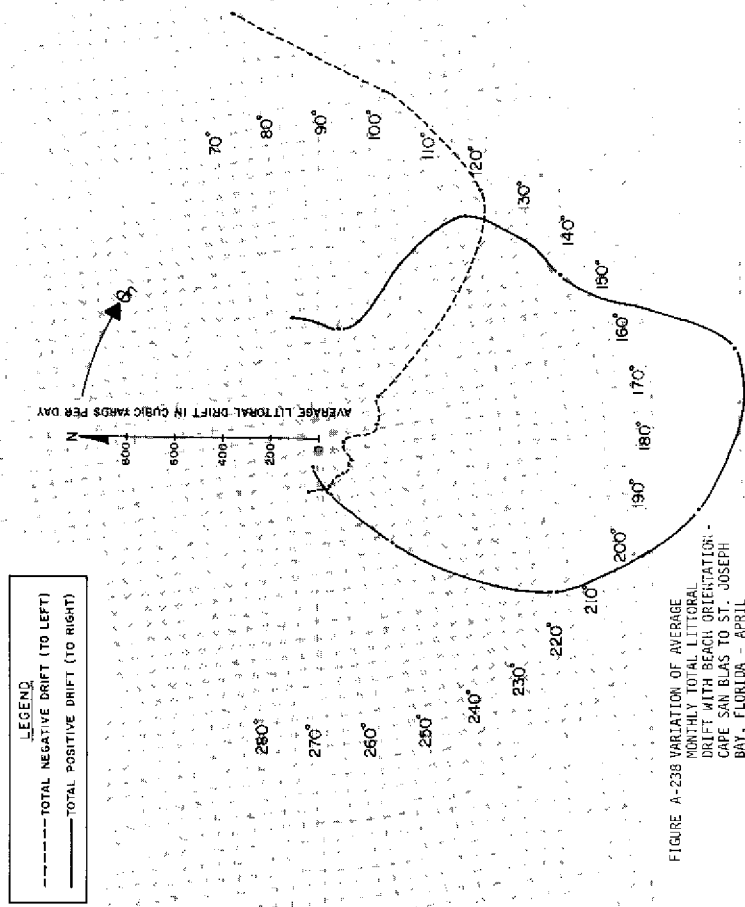 LEGEND
TOTAL NEGATIVE DRIFT (TO LEFT)
TOTAL POSITIVE DRIFT (TO RIGHT)
N
800
600
400
200
0
AVERAGE LITTORAL DRIFT IN CUBIC YARDS PER DAY
70°
80°
90°
100°
110°
120°
130°
140°
150°
160°
170°
180°
190°
200°
210°
220°
230°
240°
250°
260°
270°
280°
FIGURE A-238 VARIATION OF AVERAGE
MONTHLY TOTAL LITTORAL
DRIFT WITH BEACH ORIENTATION-
CAPE SAN BLAS TO ST. JOSEPH
BAY, FLORIDA - APRIL